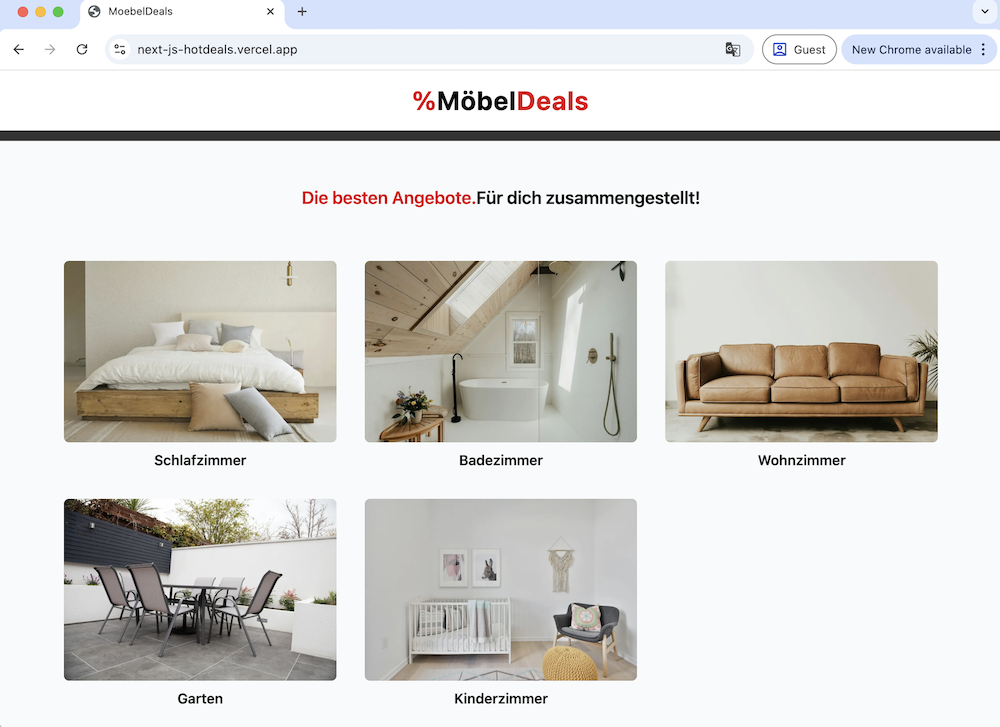 MoebelDeals
next-js-hotdeals.vercel.app
Guest
New Chrome available
%MöbelDeals
Die besten Angebote.Für dich zusammengestellt!
Schlafzimmer
Badezimmer
Wohnzimmer
Garten
Kinderzimmer